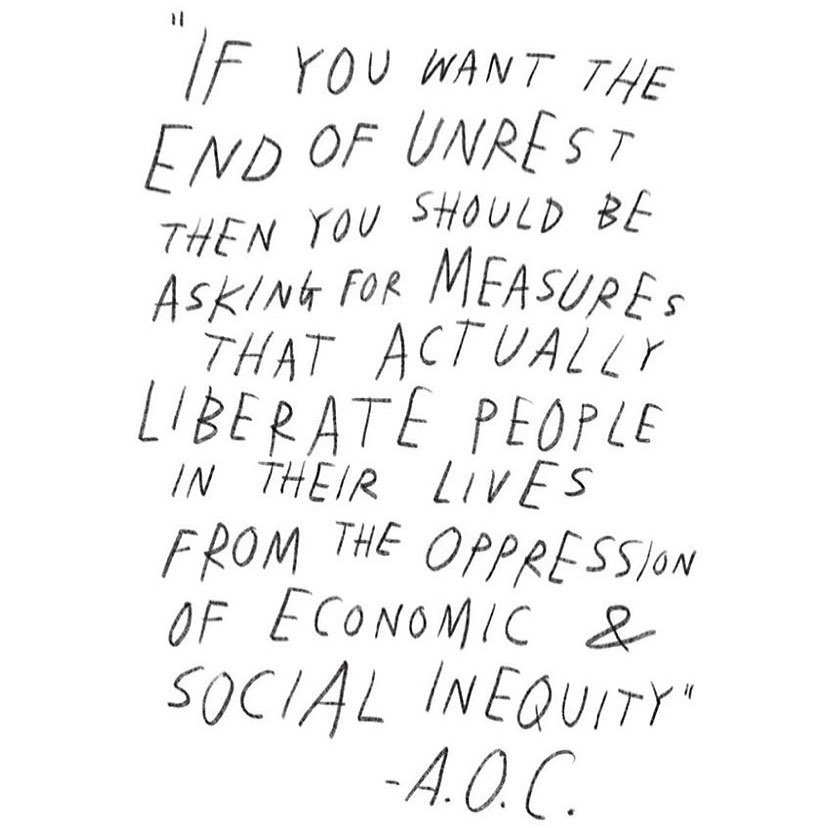 "IF YOU WANT THE
END OF UNREST
THEN YOU SHOULD BE
ASKING FOR MEASURES
THAT ACTUALLY
LIBERATE PEOPLE
IN THEIR LIVES
FROM THE OPPRESSION
OF ECONOMIC &
SOCIAL INEQUITY"
-A.O.C.